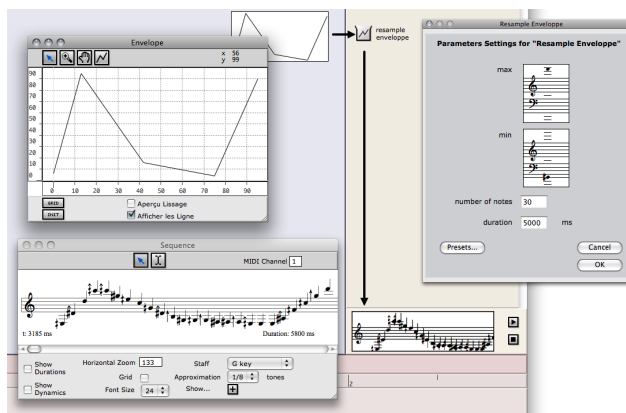 Envelope
x 56
y 99
90
80
70
60
50
40
30
20
10
0
0 10 20 30 40 50 60 70 80 90
GRID
INIT
Aperçu Lissage
Afficher les Ligne
resample
enveloppe
Resample Enveloppe
Parameters Settings for "Resample Enveloppe"
max
min
number of notes 30
duration 5000 ms
Presets...
Cancel
OK
Sequence
MIDI Channel 1
t: 3185 ms
Duration: 5800 ms
Show
Durations
Horizontal Zoom 133
Staff G key
Grid
Approximation 1/8 tones
Show
Dynamics
Font Size 24
Show...
2